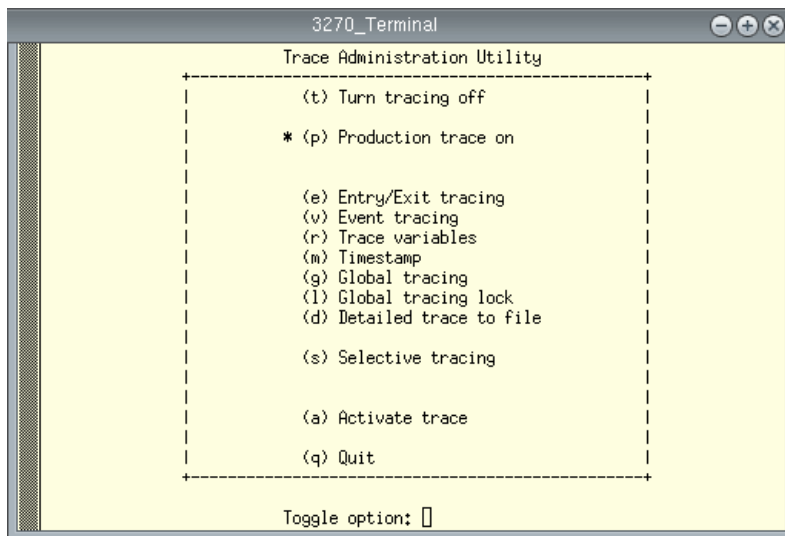 3270_Terminal
Trace Administration Utility
(t) Turn tracing off
* (p) Production trace on
(e) Entry/Exit tracing
(v) Event tracing
(r) Trace variables
(m) Timestamp
(g) Global tracing
(l) Global tracing lock
(d) Detailed trace to file
(s) Selective tracing
(a) Activate trace
(q) Quit
Toggle option: